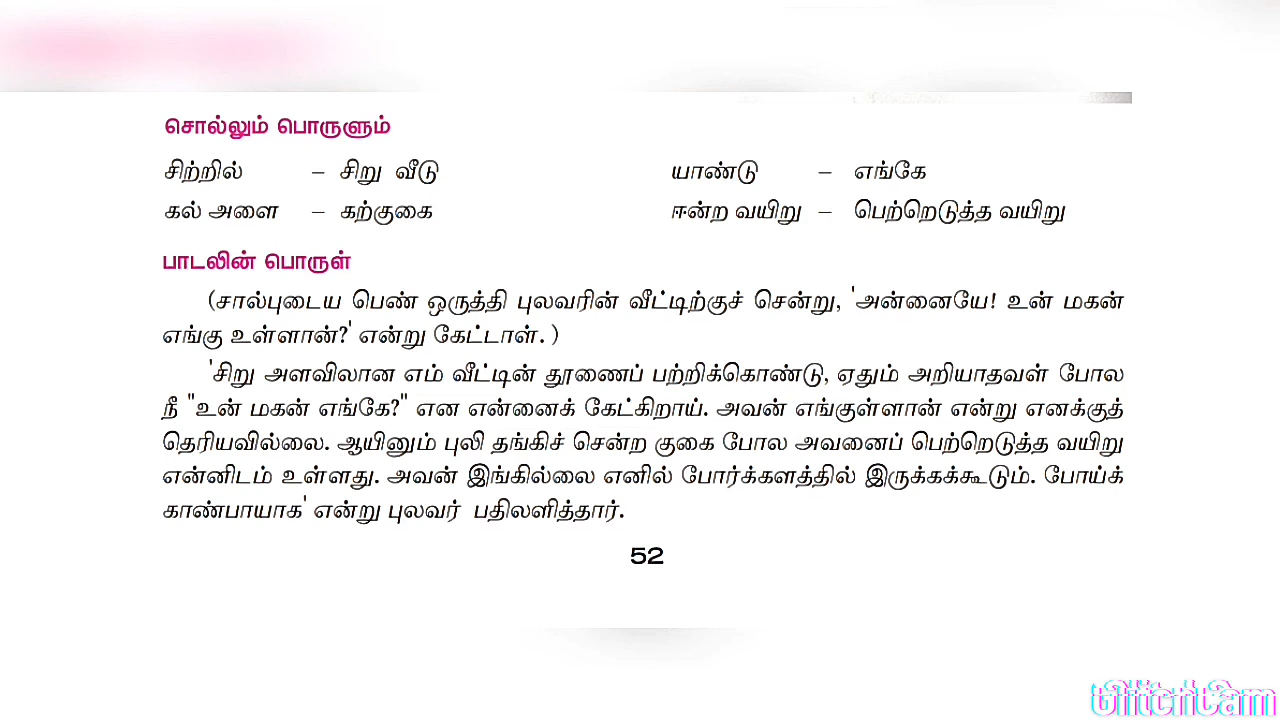 சொல்லும் பொருளும்
சிற்றில் – சிறு வீடு யாண்டு – எங்கே
கல் அளை – கற்குகை ஈன்ற வயிறு – பெற்றெடுத்த வயிறு
பாடலின் பொருள்
(சால்புடைய பெண் ஒருத்தி புலவரின் வீட்டிற்குச் சென்று, 'அன்னையே! உன் மகன்
எங்கு உள்ளான்?' என்று கேட்டாள். )
'சிறு அளவிலான எம் வீட்டின் தூணைப் பற்றிக்கொண்டு, ஏதும் அறியாதவள் போல
நீ "உன் மகன் எங்கே?" என என்னைக் கேட்கிறாய். அவன் எங்குள்ளான் என்று எனக்குத்
தெரியவில்லை. ஆயினும் புலி தங்கிச் சென்ற குகை போல அவனைப் பெற்றெடுத்த வயிறு
என்னிடம் உள்ளது. அவன் இங்கில்லை எனில் போர்க்களத்தில் இருக்கக்கூடும். போய்க்
காண்பாயாக' என்று புலவர் பதிலளித்தார்.
52